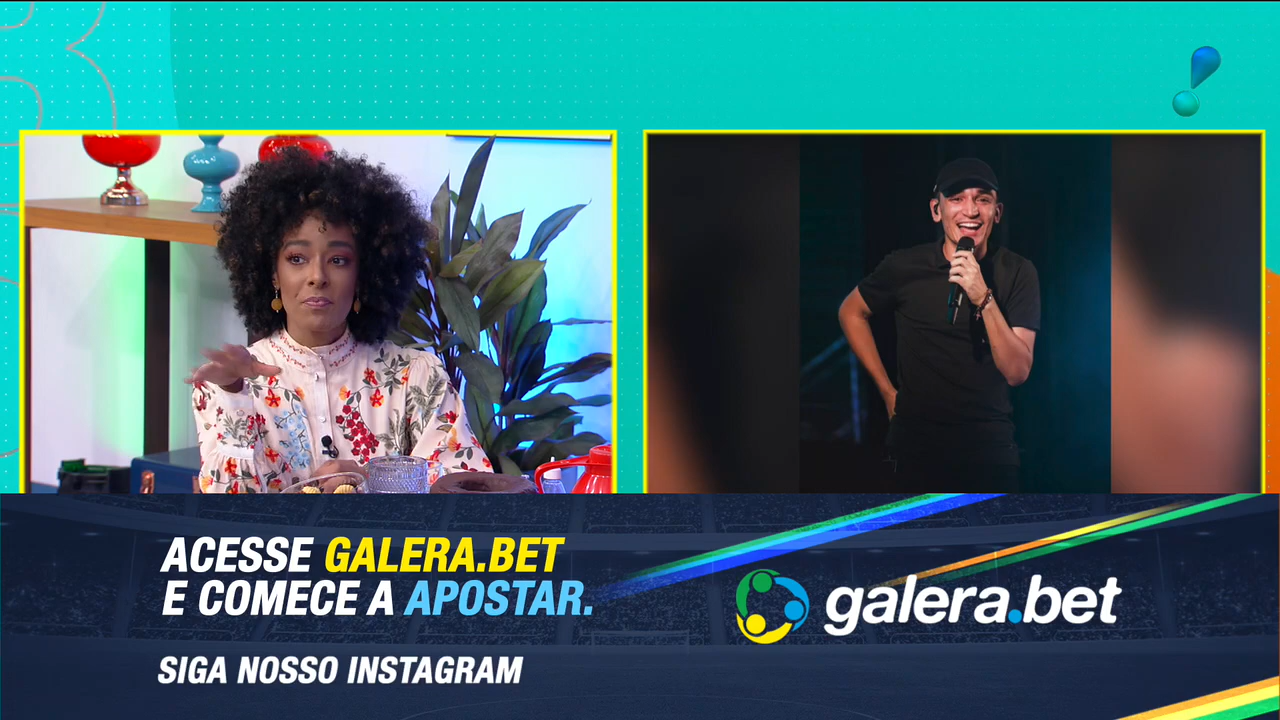 ACESSE GALERA.BET
E COMECE A APOSTAR.
SIGA NOSSO INSTAGRAM
galera.bet